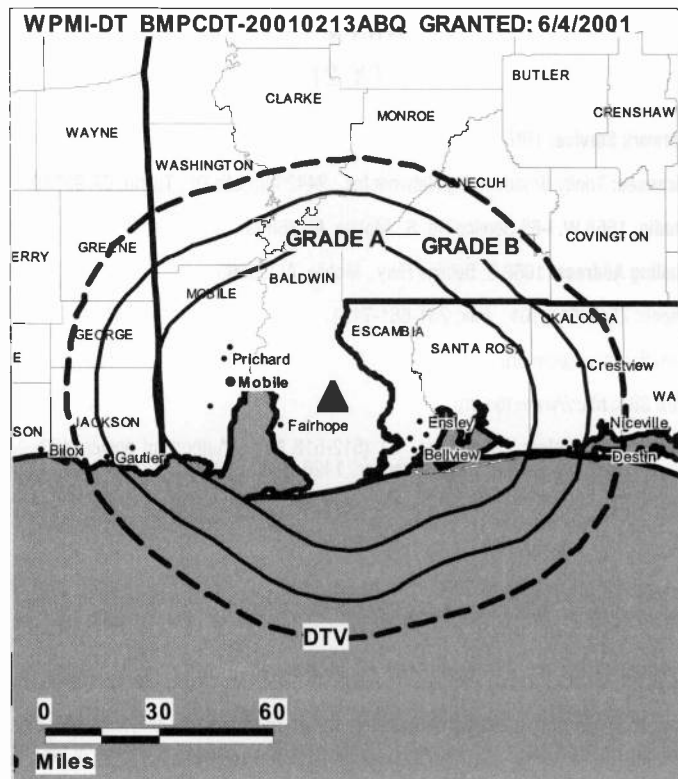 WPMI-DT BMPCDT-20010213ABQ GRANTED: 6/4/2001
BUTLER
CLARKE
CRENSHAW
MONROE
WAYNE
WASHINGTON
CONECUH
GRADE A
GRADE B
COVINGTON
GREENE
ERRY
BALDWIN
MOBILE
OKALOOSA
GEORGE
ESCAMBIA
SANTA ROSA
E
Prichard
Crestview
Mobile
WA
JACKSON
Fairhope
Ensley
Niceville
SON
Biloxi
Gautier
Bellview
Destin
DTV
0 30 60
Miles